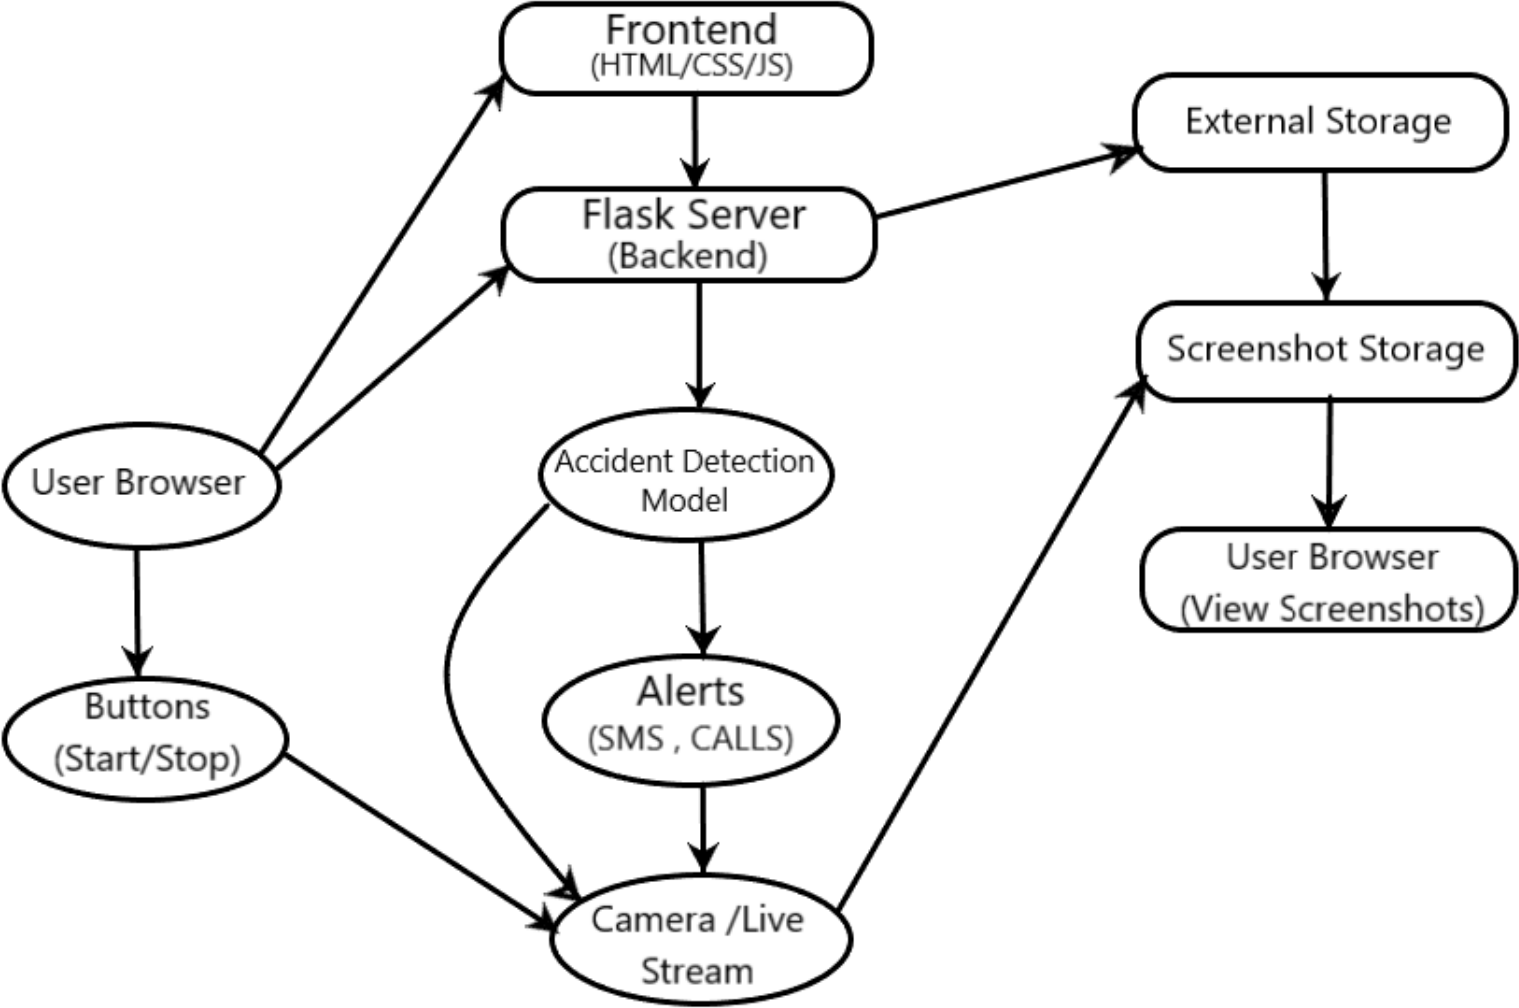 Frontend
(HTML/CSS/JS)
Flask Server
(Backend)
External Storage
Screenshot Storage
User Browser
(View Screenshots)
User Browser
Buttons
(Start/Stop)
Accident Detection
Model
Alerts
(SMS , CALLS)
Camera /Live
Stream